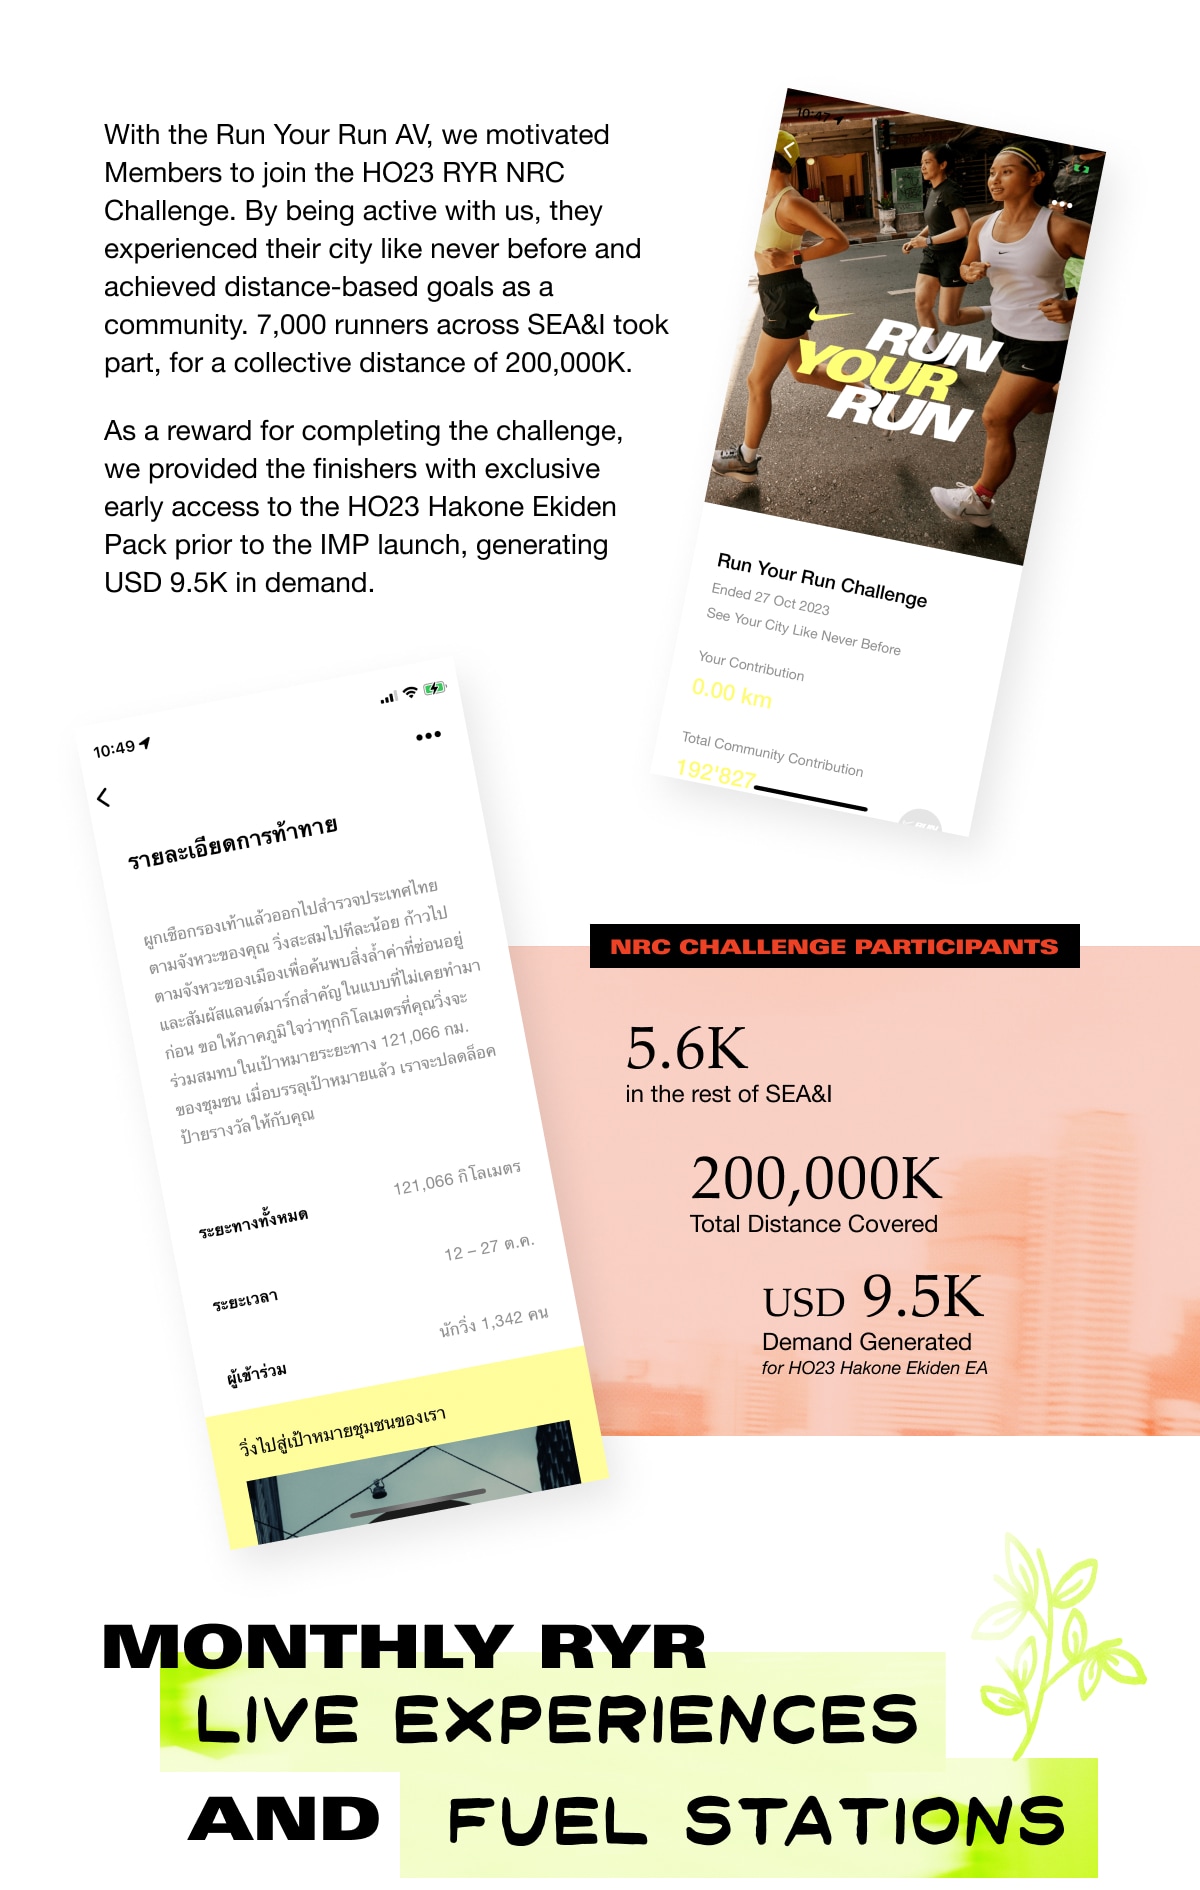 With the Run Your Run AV, we motivated
Members to join the HO23 RYR NRC
Challenge. By being active with us, they
experienced their city like never before and
achieved distance-based goals as a
community. 7,000 runners across SEA&I took
part, for a collective distance of 200,000K.
As a reward for completing the challenge,
we provided the finishers with exclusive
early access to the HO23 Hakone Ekiden
Pack prior to the IMP launch, generating
USD 9.5K in demand.
10:47
RUN
YOUR
RUN
Run Your Run Challenge
Ended 27 Oct 2023
See Your City Like Never Before
Your Contribution
0.00 km
Total Community Contribution
192'827
RUN
10:49
รายละเอียดการท้าทาย
ผูกเชือกรองเท้าแล้วออกไปสำรวจประเทศไทย
ตามจังหวะของคุณ วิ่งสะสมไปทีละน้อย ก้าวไป
ตามจังหวะของเมืองเพื่อค้นพบสิ่งล้ำค่าที่ซ่อนอยู่
และสัมผัสแลนด์มาร์กสำคัญในแบบที่ไม่เคยทำมา
ก่อน ขอให้ภาคภูมิใจว่าทุกกิโลเมตรที่คุณวิ่งจะ
ร่วมสมทบในเป้าหมายระยะทาง 121,066 กม.
ของชุมชน เมื่อบรรลุเป้าหมายแล้ว เราจะปลดล็อค
ป้ายรางวัลให้กับคุณ
121,066 กิโลเมตร
ระยะทางทั้งหมด
12 – 27 ต.ค.
ระยะเวลา
นักวิ่ง 1,342 คน
ผู้เข้าร่วม
วิ่งไปสู่เป้าหมายชุมชนของเรา
NRC CHALLENGE PARTICIPANTS
5.6K
in the rest of SEA&I
200,000K
Total Distance Covered
USD 9.5K
Demand Generated
for HO23 Hakone Ekiden EA
MONTHLY RYR
LIVE EXPERIENCES
AND FUEL STATIONS